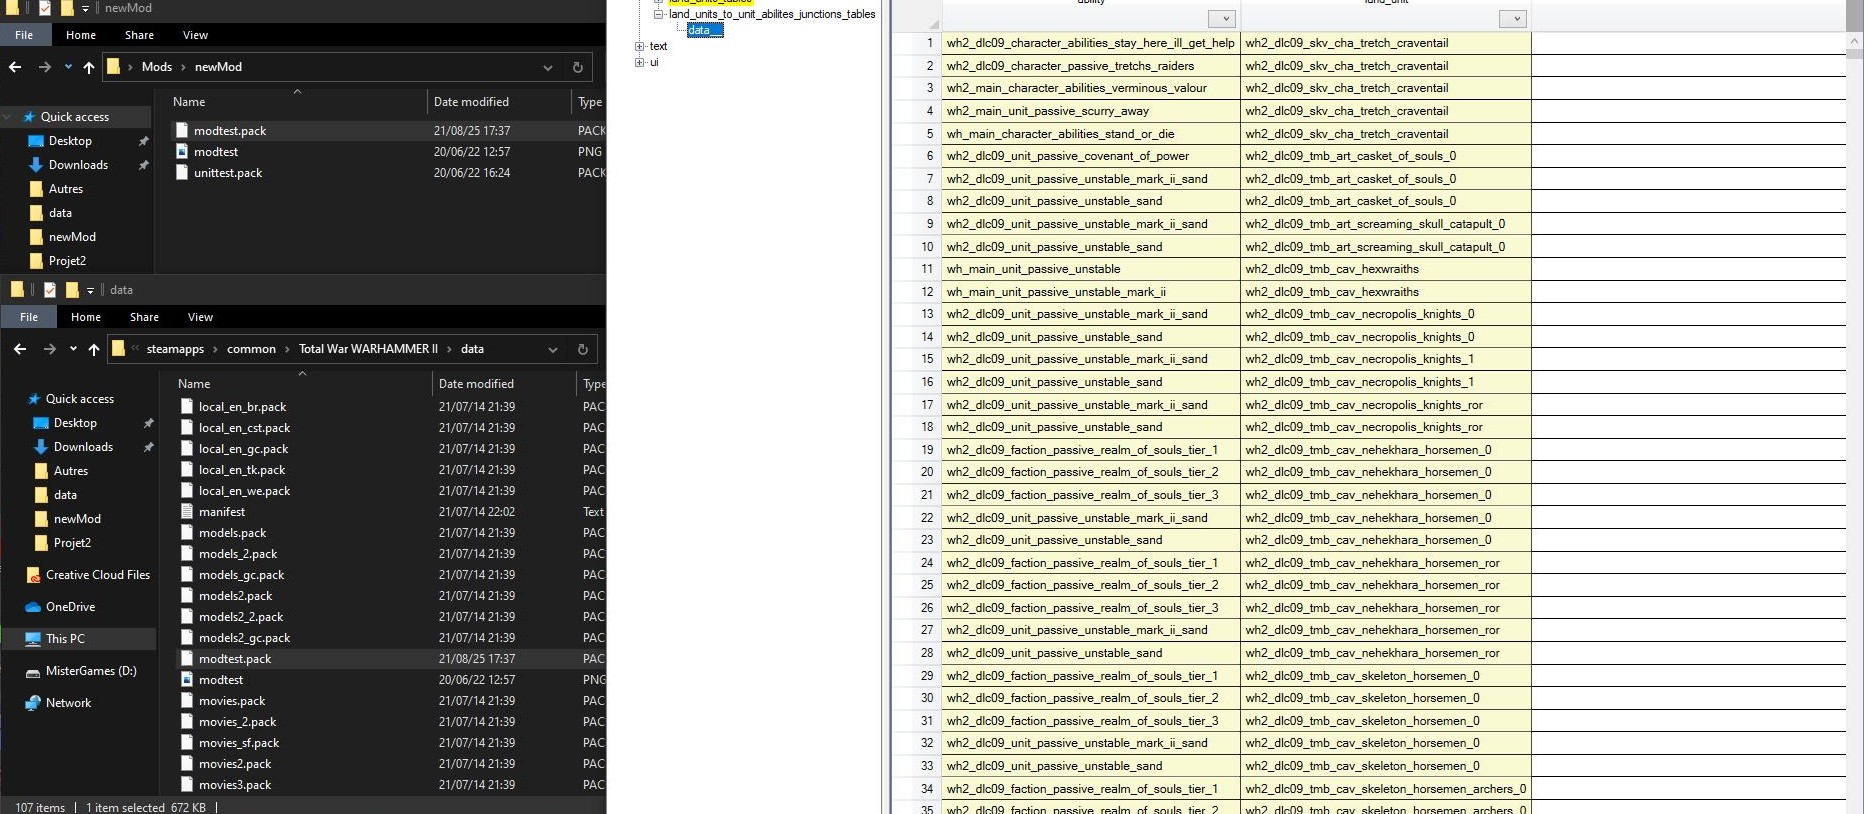 newMod
File Home Share View
Mods › newMod
Name Date modified Type
Quick access
Desktop
Downloads
Autres
data
newMod
Projet2
modtest.pack 21/08/25 17:37 PACK
modtest 20/06/22 12:57 PNG
unittest.pack 20/06/22 16:24 PACK
data
File Home Share View
« steamapps › common › Total War WARHAMMER II › data
Name Date modified Type
Quick access
Desktop
Downloads
Autres
data
newMod
Projet2
Creative Cloud Files
OneDrive
This PC
MisterGames (D:)
Network
local_en_br.pack 21/07/14 21:39 PAC
local_en_cst.pack 21/07/14 21:39 PAC
local_en_gc.pack 21/07/14 21:39 PAC
local_en_tk.pack 21/07/14 21:39 PAC
local_en_we.pack 21/07/14 21:39 PAC
manifest 21/07/14 22:02 Text
models.pack 21/07/14 21:39 PAC
models_2.pack 21/07/14 21:39 PAC
models_gc.pack 21/07/14 21:39 PAC
models2.pack 21/07/14 21:39 PAC
models2_2.pack 21/07/14 21:39 PAC
models2_gc.pack 21/07/14 21:39 PAC
modtest.pack 21/08/25 17:37 PAC
modtest 20/06/22 12:57 PNG
movies.pack 21/07/14 21:39 PAC
movies_2.pack 21/07/14 21:39 PAC
movies_sf.pack 21/07/14 21:39 PAC
movies2.pack 21/07/14 21:39 PAC
movies3.pack 21/07/14 21:39 PAC
107 items 1 item selected 672 KB
land_units_tables
land_units_to_unit_abilites_junctions_tables
data__
text
ui
ability land_unit
1 wh2_dlc09_character_abilities_stay_here_ill_get_help wh2_dlc09_skv_cha_tretch_craventail
2 wh2_dlc09_character_passive_tretchs_raiders wh2_dlc09_skv_cha_tretch_craventail
3 wh2_main_character_abilities_verminous_valour wh2_dlc09_skv_cha_tretch_craventail
4 wh2_main_unit_passive_scurry_away wh2_dlc09_skv_cha_tretch_craventail
5 wh_main_character_abilities_stand_or_die wh2_dlc09_skv_cha_tretch_craventail
6 wh2_dlc09_unit_passive_covenant_of_power wh2_dlc09_tmb_art_casket_of_souls_0
7 wh2_dlc09_unit_passive_unstable_mark_ii_sand wh2_dlc09_tmb_art_casket_of_souls_0
8 wh2_dlc09_unit_passive_unstable_sand wh2_dlc09_tmb_art_casket_of_souls_0
9 wh2_dlc09_unit_passive_unstable_mark_ii_sand wh2_dlc09_tmb_art_screaming_skull_catapult_0
10 wh2_dlc09_unit_passive_unstable_sand wh2_dlc09_tmb_art_screaming_skull_catapult_0
11 wh_main_unit_passive_unstable wh2_dlc09_tmb_cav_hexwraiths
12 wh_main_unit_passive_unstable_mark_ii wh2_dlc09_tmb_cav_hexwraiths
13 wh2_dlc09_unit_passive_unstable_mark_ii_sand wh2_dlc09_tmb_cav_necropolis_knights_0
14 wh2_dlc09_unit_passive_unstable_sand wh2_dlc09_tmb_cav_necropolis_knights_0
15 wh2_dlc09_unit_passive_unstable_mark_ii_sand wh2_dlc09_tmb_cav_necropolis_knights_1
16 wh2_dlc09_unit_passive_unstable_sand wh2_dlc09_tmb_cav_necropolis_knights_1
17 wh2_dlc09_unit_passive_unstable_mark_ii_sand wh2_dlc09_tmb_cav_necropolis_knights_ror
18 wh2_dlc09_unit_passive_unstable_sand wh2_dlc09_tmb_cav_necropolis_knights_ror
19 wh2_dlc09_faction_passive_realm_of_souls_tier_1 wh2_dlc09_tmb_cav_nehekhara_horsemen_0
20 wh2_dlc09_faction_passive_realm_of_souls_tier_2 wh2_dlc09_tmb_cav_nehekhara_horsemen_0
21 wh2_dlc09_faction_passive_realm_of_souls_tier_3 wh2_dlc09_tmb_cav_nehekhara_horsemen_0
22 wh2_dlc09_unit_passive_unstable_mark_ii_sand wh2_dlc09_tmb_cav_nehekhara_horsemen_0
23 wh2_dlc09_unit_passive_unstable_sand wh2_dlc09_tmb_cav_nehekhara_horsemen_0
24 wh2_dlc09_faction_passive_realm_of_souls_tier_1 wh2_dlc09_tmb_cav_nehekhara_horsemen_ror
25 wh2_dlc09_faction_passive_realm_of_souls_tier_2 wh2_dlc09_tmb_cav_nehekhara_horsemen_ror
26 wh2_dlc09_faction_passive_realm_of_souls_tier_3 wh2_dlc09_tmb_cav_nehekhara_horsemen_ror
27 wh2_dlc09_unit_passive_unstable_mark_ii_sand wh2_dlc09_tmb_cav_nehekhara_horsemen_ror
28 wh2_dlc09_unit_passive_unstable_sand wh2_dlc09_tmb_cav_nehekhara_horsemen_ror
29 wh2_dlc09_faction_passive_realm_of_souls_tier_1 wh2_dlc09_tmb_cav_skeleton_horsemen_0
30 wh2_dlc09_faction_passive_realm_of_souls_tier_2 wh2_dlc09_tmb_cav_skeleton_horsemen_0
31 wh2_dlc09_faction_passive_realm_of_souls_tier_3 wh2_dlc09_tmb_cav_skeleton_horsemen_0
32 wh2_dlc09_unit_passive_unstable_mark_ii_sand wh2_dlc09_tmb_cav_skeleton_horsemen_0
33 wh2_dlc09_unit_passive_unstable_sand wh2_dlc09_tmb_cav_skeleton_horsemen_0
34 wh2_dlc09_faction_passive_realm_of_souls_tier_1 wh2_dlc09_tmb_cav_skeleton_horsemen_archers_0
35 wh2_dlc09_faction_passive_realm_of_souls_tier_2 wh2_dlc09_tmb_cav_skeleton_horsemen_archers_0